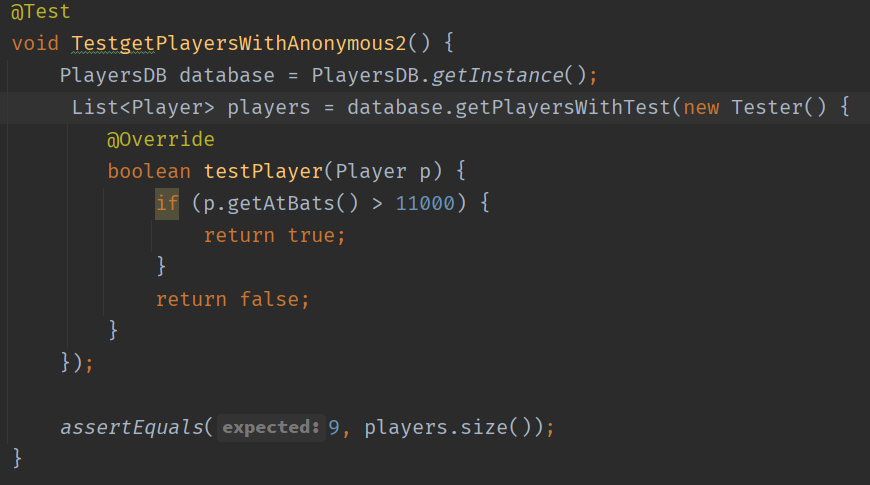 @Test
void TestgetPlayersWithAnonymous2() {
PlayersDB database = PlayersDB.getInstance();
List<Player> players = database.getPlayersWithTest(new Tester() {
@Override
boolean testPlayer(Player p) {
if (p.getAtBats() > 11000) {
return true;
}
return false;
}
});
assertEquals( expected: 9, players.size());
}